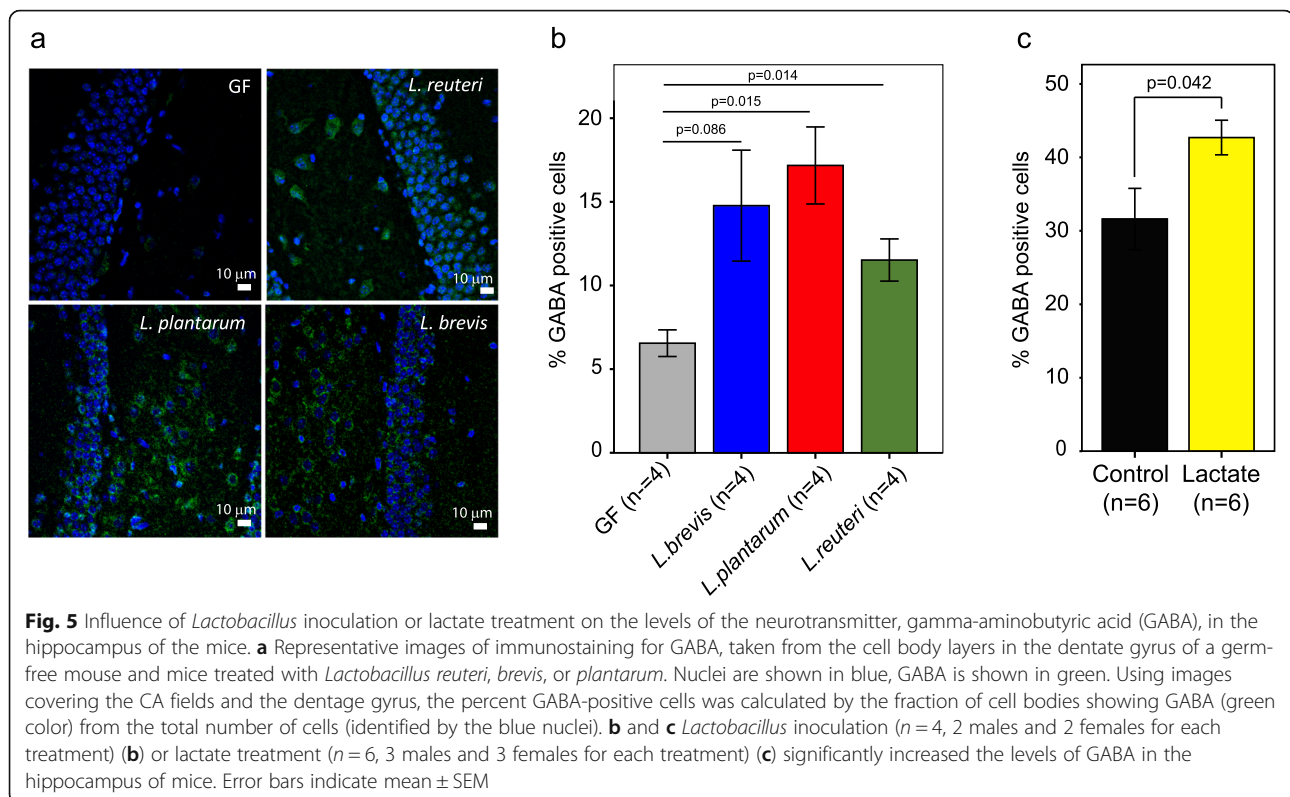 a
GF
10 μm
L. reuteri
10 μm
L. plantarum
10 μm
L. brevis
10 μm
b
% GABA positive cells
20
15
10
5
0
p=0.014
p=0.015
p=0.086
GF (n-=4)
L.brevis (n=4)
L.plantarum (n=4)
L.reuteri (n=4)
c
% GABA positive cells
50
40
30
20
10
0
p=0.042
Control
(n=6)
Lactate
(n=6)
Fig. 5 Influence of Lactobacillus inoculation or lactate treatment on the levels of the neurotransmitter, gamma-aminobutyric acid (GABA), in the
hippocampus of the mice. a Representative images of immunostaining for GABA, taken from the cell body layers in the dentate gyrus of a germ-
free mouse and mice treated with Lactobacillus reuteri, brevis, or plantarum. Nuclei are shown in blue, GABA is shown in green. Using images
covering the CA fields and the dentage gyrus, the percent GABA-positive cells was calculated by the fraction of cell bodies showing GABA (green
color) from the total number of cells (identified by the blue nuclei). b and c Lactobacillus inoculation (n = 4, 2 males and 2 females for each
treatment) (b) or lactate treatment (n = 6, 3 males and 3 females for each treatment) (c) significantly increased the levels of GABA in the
hippocampus of mice. Error bars indicate mean ± SEM